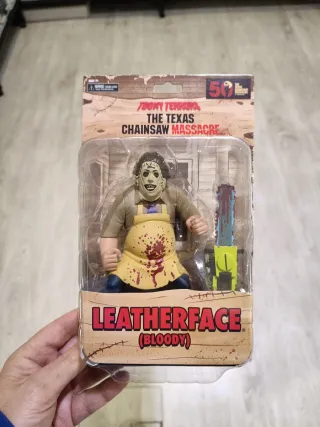 50
TOONY TERRORS
THE TEXAS
CHAINSAW MASSACRE
LEATHERFACE
(BLOODY)